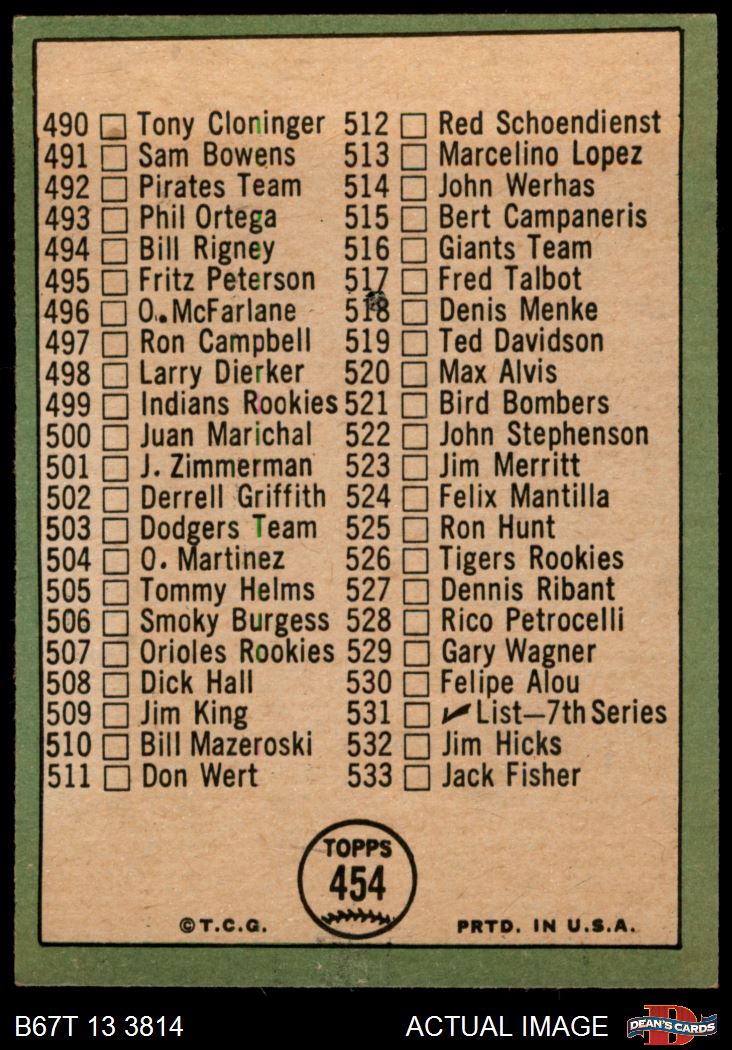 490 Tony Cloninger
491 Sam Bowens
492 Pirates Team
493 Phil Ortega
494 Bill Rigney
495 Fritz Peterson
496 O. McFarlane
497 Ron Campbell
498 Larry Dierker
499 Indians Rookies
500 Juan Marichal
501 J. Zimmerman
502 Derrell Griffith
503 Dodgers Team
504 O. Martinez
505 Tommy Helms
506 Smoky Burgess
507 Orioles Rookies
508 Dick Hall
509 Jim King
510 Bill Mazeroski
511 Don Wert
512 Red Schoendienst
513 Marcelino Lopez
514 John Werhas
515 Bert Campaneris
516 Giants Team
517 Fred Talbot
518 Denis Menke
519 Ted Davidson
520 Max Alvis
521 Bird Bombers
522 John Stephenson
523 Jim Merritt
524 Felix Mantilla
525 Ron Hunt
526 Tigers Rookies
527 Dennis Ribant
528 Rico Petrocelli
529 Gary Wagner
530 Felipe Alou
531 ✓List—7th Series
532 Jim Hicks
533 Jack Fisher
TOPPS
454
©T.C.G. PRTD. IN U.S.A.
B67T 13 3814 ACTUAL IMAGE D DEAN'S CARDS